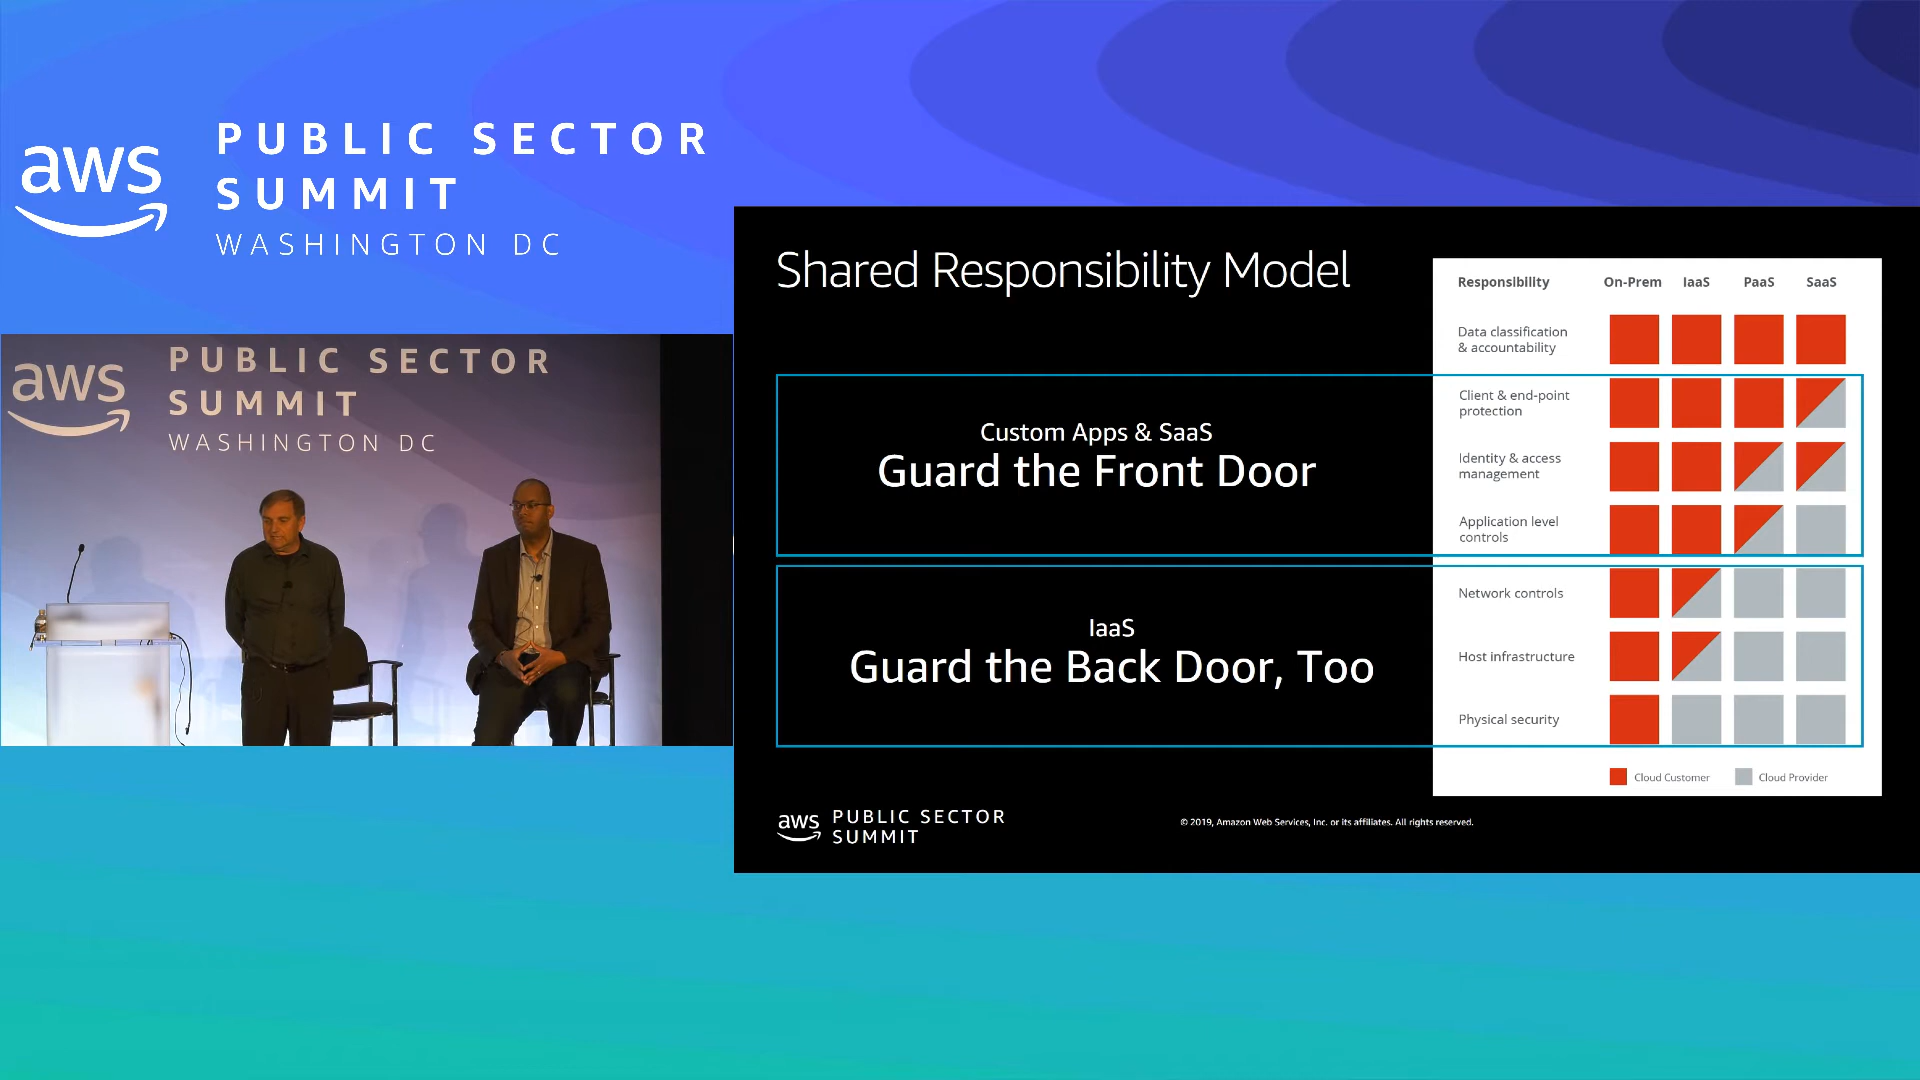 aws
PUBLIC SECTOR
SUMMIT
WASHINGTON DC
aws
PUBLIC SECTOR
SUMMIT
WASHINGTON DC
Shared Responsibility Model
Custom Apps & SaaS
Guard the Front Door
IaaS
Guard the Back Door, Too
Responsibility On-Prem IaaS PaaS SaaS
Data classification
& accountability
Client & end-point
protection
Identity & access
management
Application level
controls
Network controls
Host infrastructure
Physical security
Cloud Customer Cloud Provider
aws
PUBLIC SECTOR
SUMMIT
© 2019, Amazon Web Services, Inc. or its affiliates. All rights reserved.